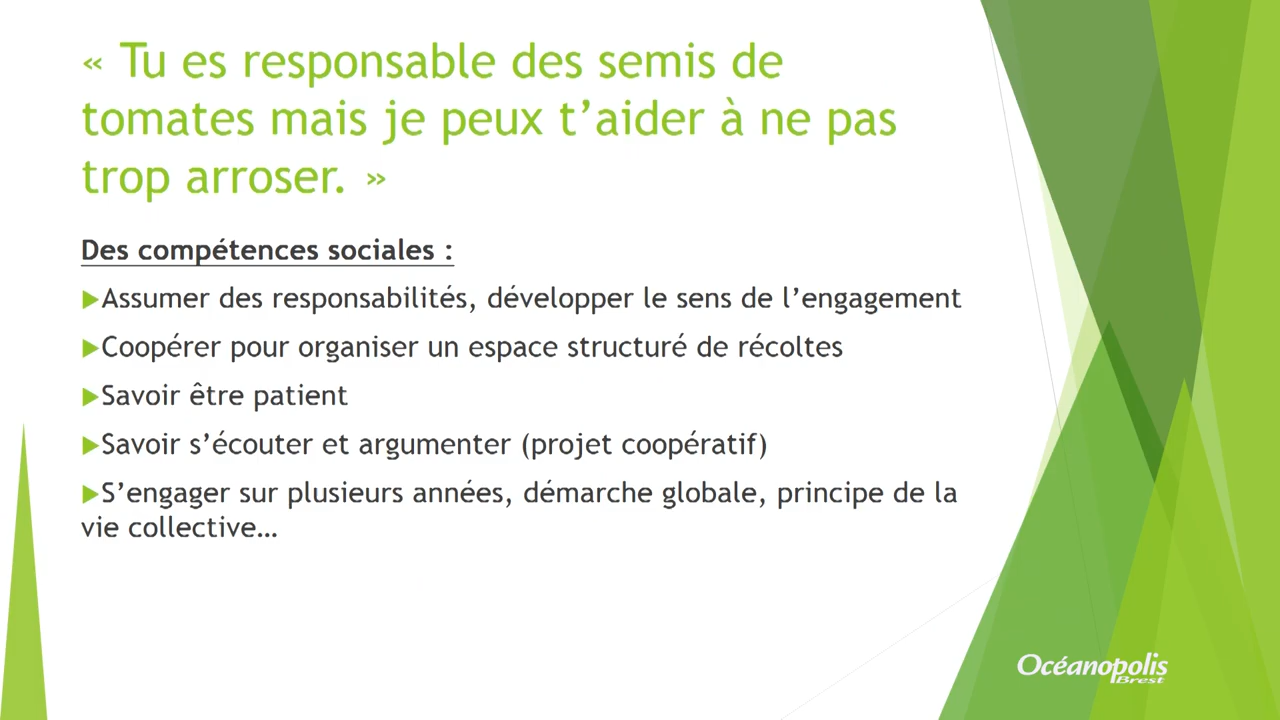 « Tu es responsable des semis de
tomates mais je peux t’aider à ne pas
trop arroser. »
Des compétences sociales :
Assumer des responsabilités, développer le sens de l’engagement
Coopérer pour organiser un espace structuré de récoltes
Savoir être patient
Savoir s’écouter et argumenter (projet coopératif)
S’engager sur plusieurs années, démarche globale, principe de la
vie collective…
Océanopolis
Brest